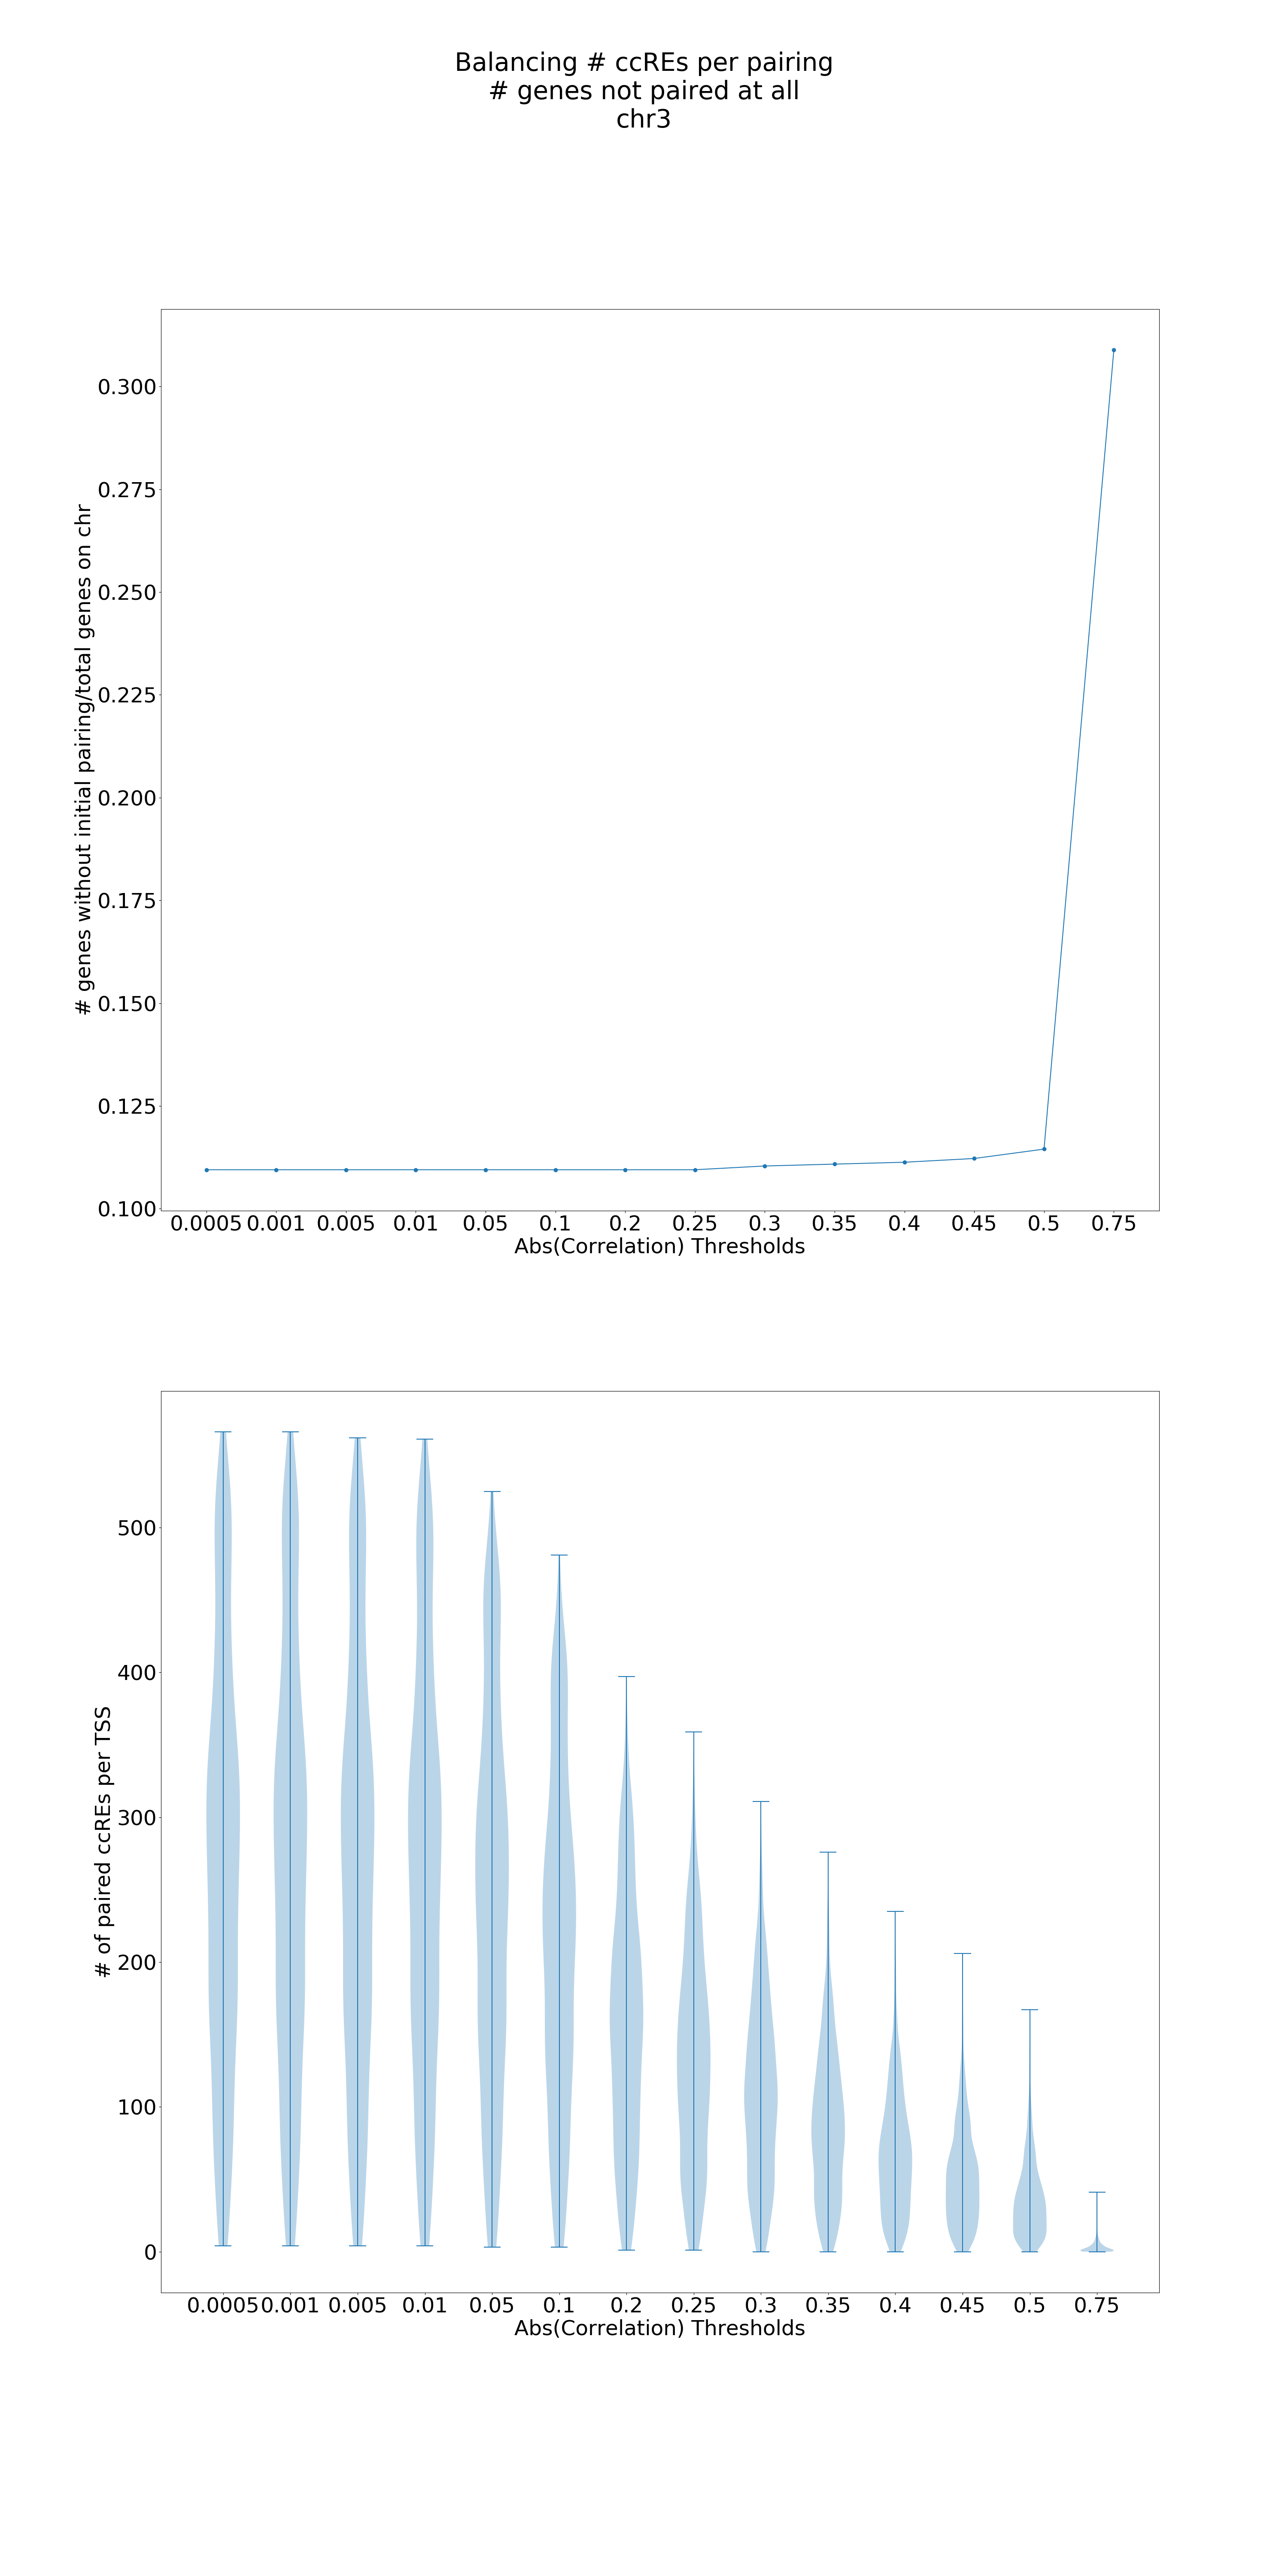 Balancing # ccREs per pairing
# genes not paired at all
chr3
# genes without initial pairing/total genes on chr
0.300
0.275
0.250
0.225
0.200
0.175
0.150
0.125
0.100
0.0005 0.001 0.005 0.01 0.05 0.1 0.2 0.25 0.3 0.35 0.4 0.45 0.5 0.75
Abs(Correlation) Thresholds
# of paired ccREs per TSS
500
400
300
200
100
0
0.0005 0.001 0.005 0.01 0.05 0.1 0.2 0.25 0.3 0.35 0.4 0.45 0.5 0.75
Abs(Correlation) Thresholds